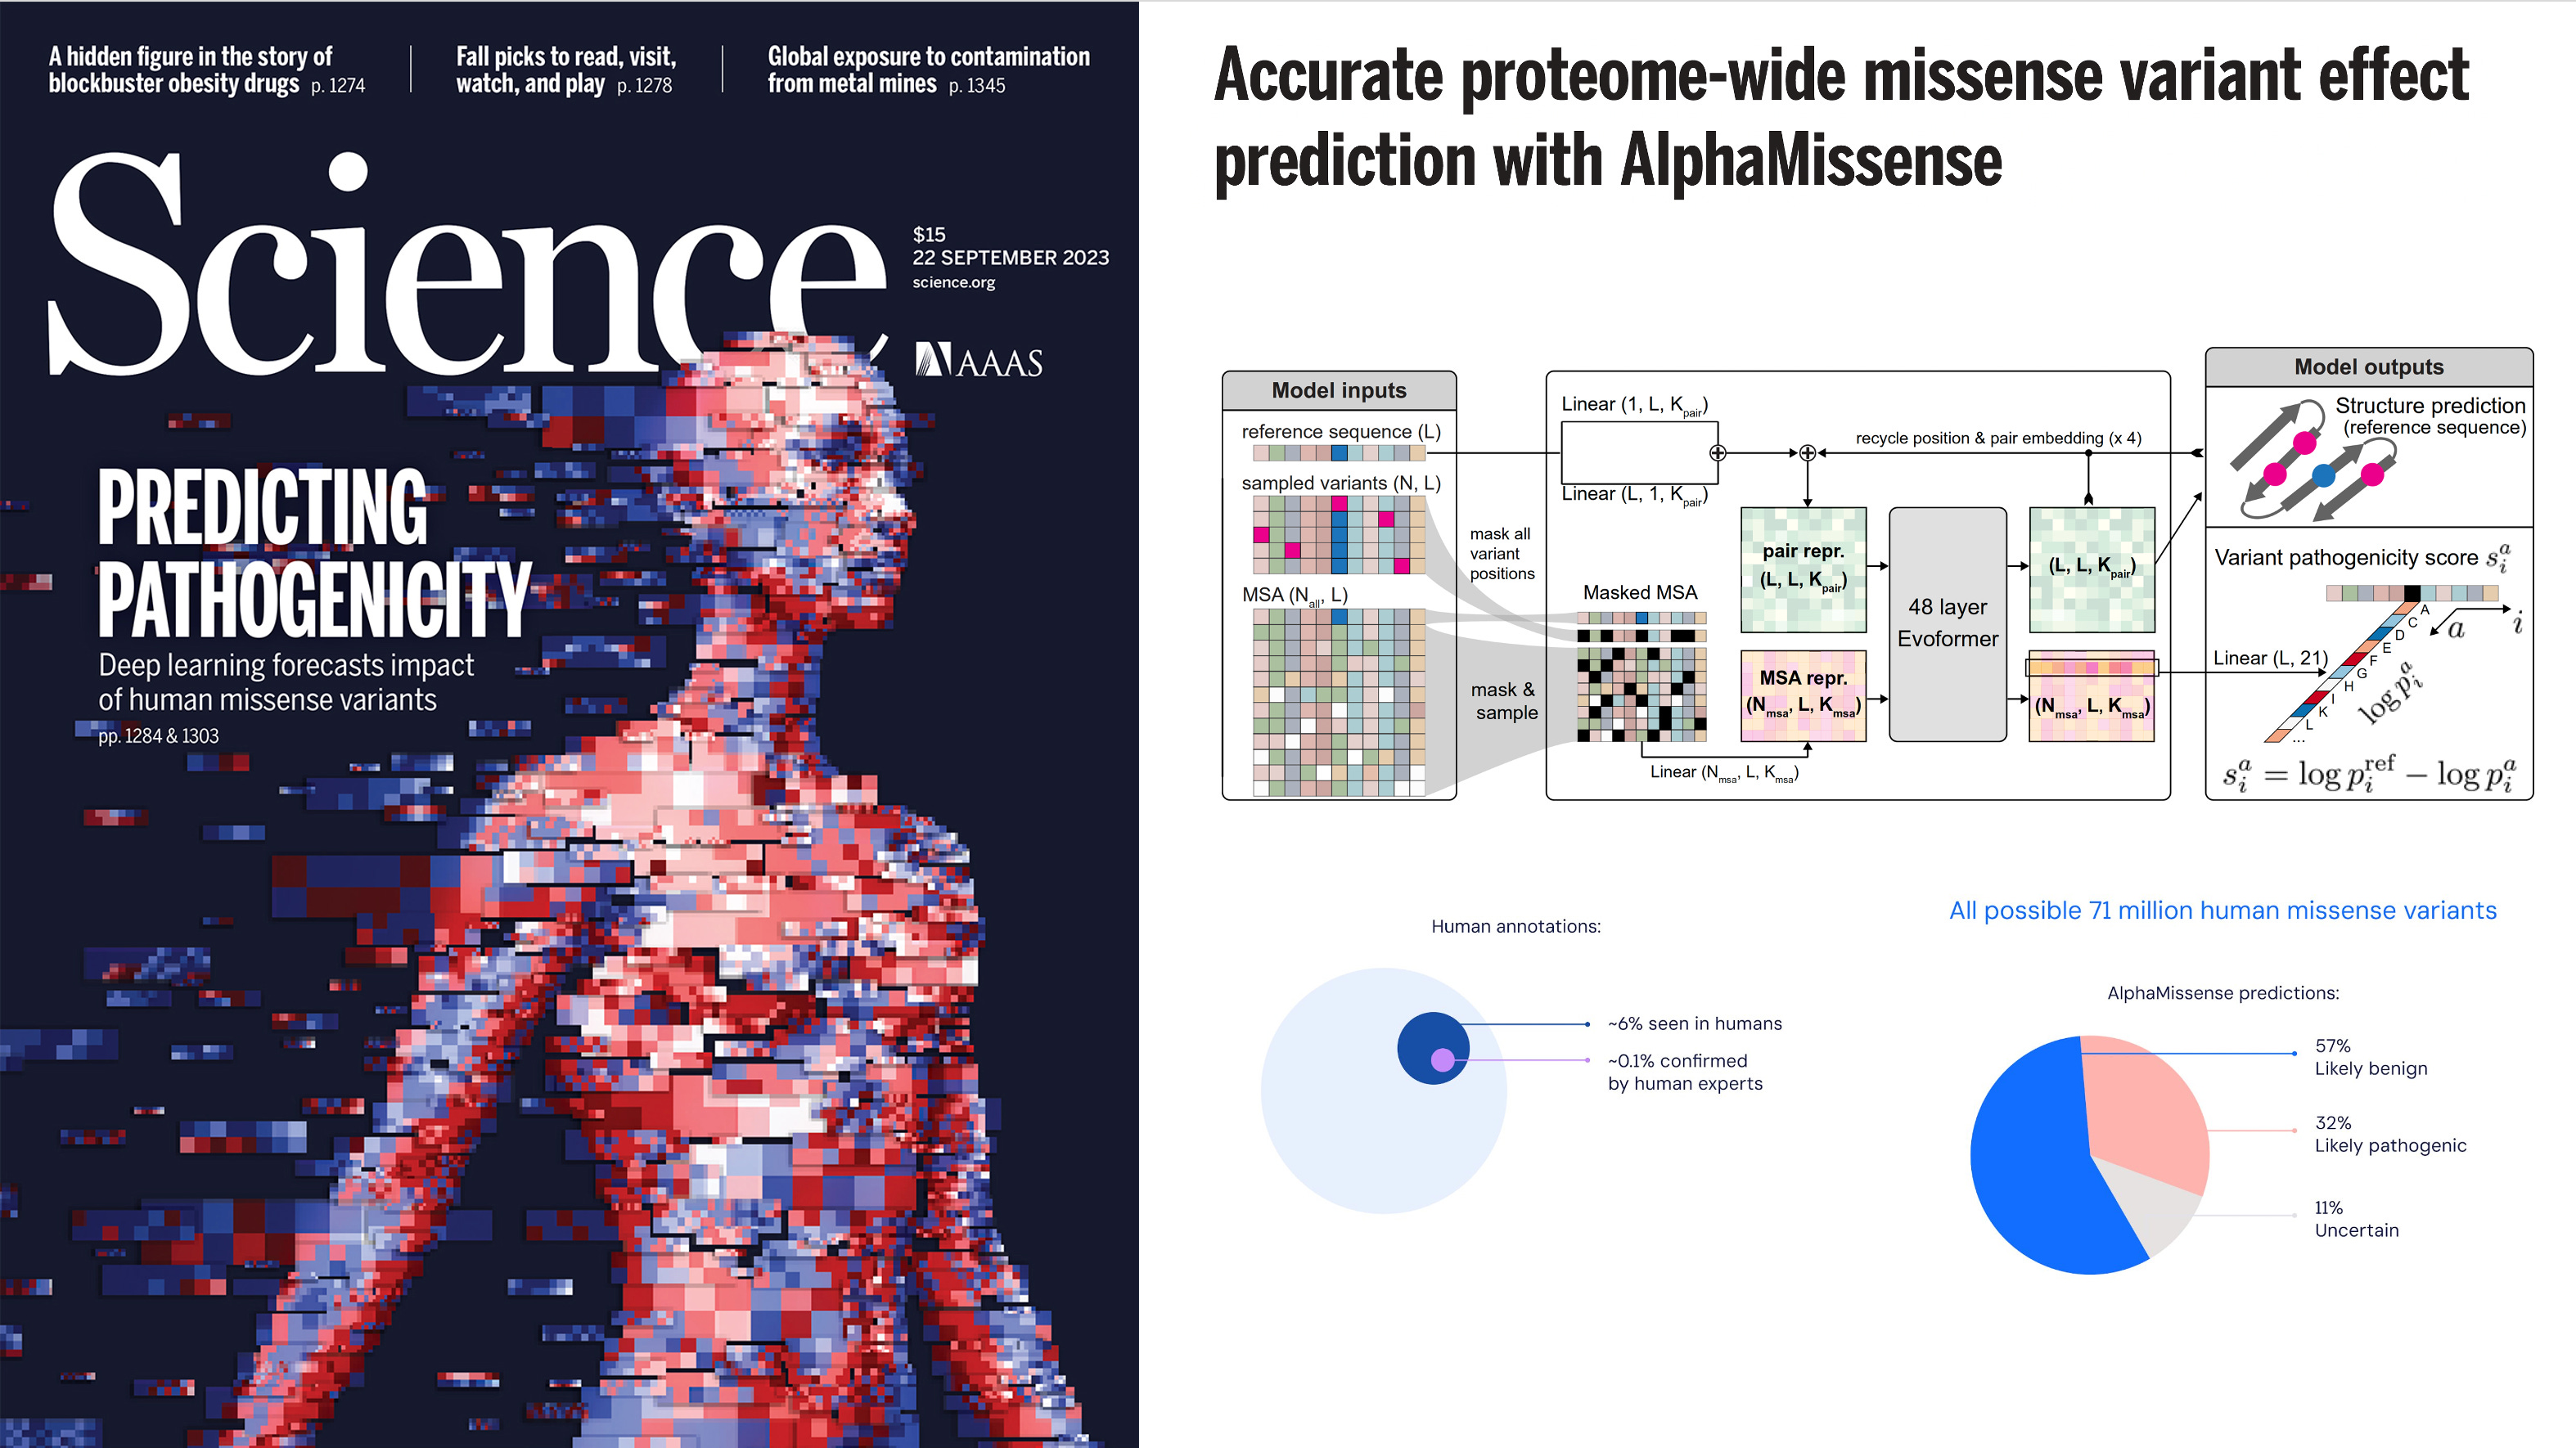 A hidden figure in the story of
blockbuster obesity drugs p. 1274
Fall picks to read, visit,
watch, and play p. 1278
Global exposure to contamination
from metal mines p. 1345
Science
$15
22 SEPTEMBER 2023
science.org
AAAS
PREDICTING
PATHOGENICITY
Deep learning forecasts impact
of human missense variants
pp. 1284 & 1303
Accurate proteome-wide missense variant effect
prediction with AlphaMissense
Model inputs
reference sequence (L)
sampled variants (N, L)
MSA (N_all, L)
mask all
variant
positions
mask &
sample
Linear (1, L, K_pair)
Linear (L, 1, K_pair)
recycle position & pair embedding (x 4)
Masked MSA
Linear (N_msa, L, K_msa)
pair repr.
(L, L, K_pair)
MSA repr.
(N_msa, L, K_msa)
48 layer
Evoformer
(L, L, K_pair)
(N_msa, L, K_msa)
Linear (L, 21)
Model outputs
Structure prediction
(reference sequence)
Variant pathogenicity score s_i^a
A
C
D
E
F
G
H
I
K
L
...
a
i
log p_i^a
s_i^a = log p_i^ref − log p_i^a
Human annotations:
~6% seen in humans
~0.1% confirmed
by human experts
All possible 71 million human missense variants
AlphaMissense predictions:
57%
Likely benign
32%
Likely pathogenic
11%
Uncertain